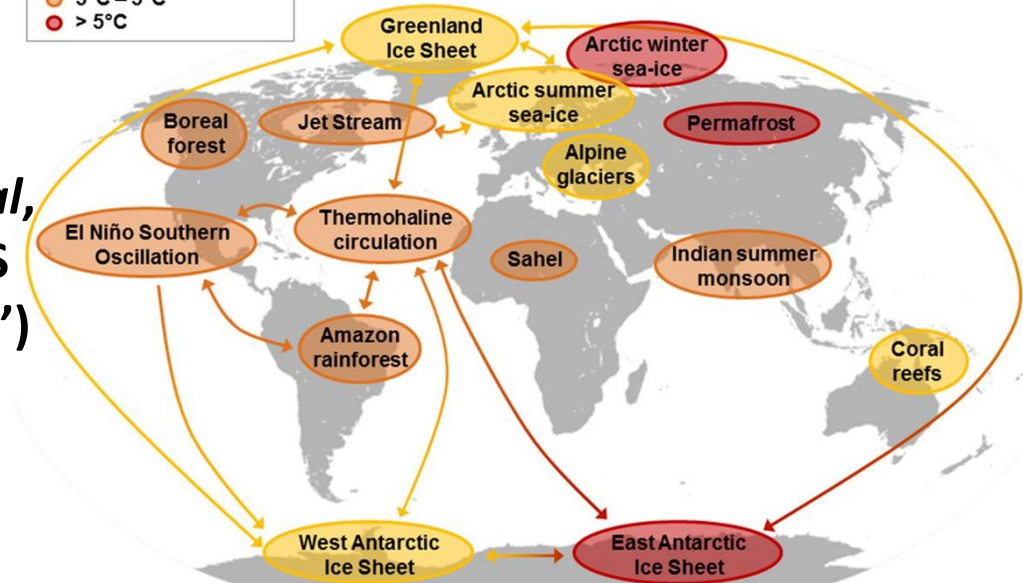 > 5°C
Greenland
Ice Sheet
Arctic winter
sea-ice
Arctic summer
sea-ice
Boreal
forest
Jet Stream
Permafrost
Alpine
glaciers
El Niño Southern
Oscillation
Thermohaline
circulation
Sahel
Indian summer
monsoon
Amazon
rainforest
Coral
reefs
West Antarctic
Ice Sheet
East Antarctic
Ice Sheet